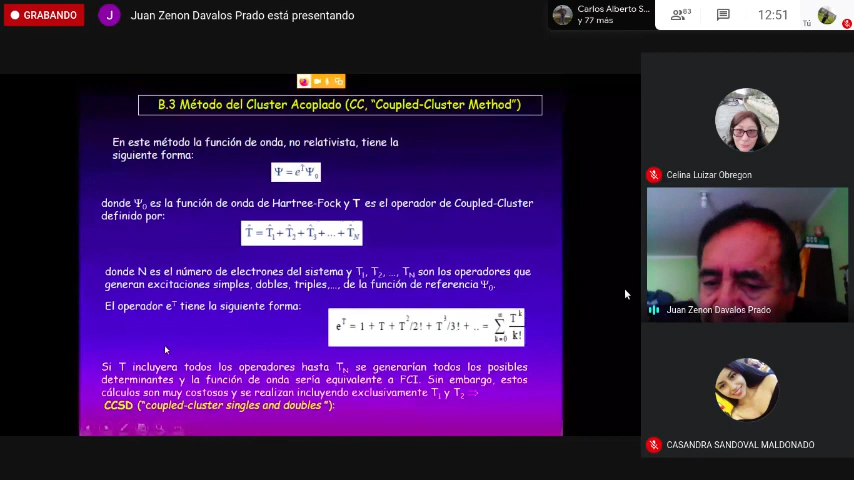 GRABANDO
J
Juan Zenon Davalos Prado está presentando
Carlos Alberto S...
y 77 más
83
12:51
Tú
B.3 Método del Cluster Acoplado (CC, "Coupled-Cluster Method")
En este método la función de onda, no relativista, tiene la
siguiente forma:
Ψ = e^T Ψ₀
donde Ψ₀ es la función de onda de Hartree-Fock y T es el operador de Coupled-Cluster
definido por:
T̂ = T̂₁ + T̂₂ + T̂₃ + ... + T̂_N
donde N es el número de electrones del sistema y T₁, T₂, ..., T_N son los operadores que
generan excitaciones simples, dobles, triples,..., de la función de referencia Ψ₀.
El operador e^T tiene la siguiente forma:
e^T = 1 + T + T²/2! + T³/3! + .. = ∑_{k=0}^{∞} T^k/k!
Si T incluyera todos los operadores hasta T_N se generarían todos los posibles
determinantes y la función de onda sería equivalente a FCI. Sin embargo, estos
cálculos son muy costosos y se realizan incluyendo exclusivamente T₁ y T₂ ⇒
CCSD ("coupled-cluster singles and doubles"):
Celina Luizar Obregon
Juan Zenon Davalos Prado
CASANDRA SANDOVAL MALDONADO